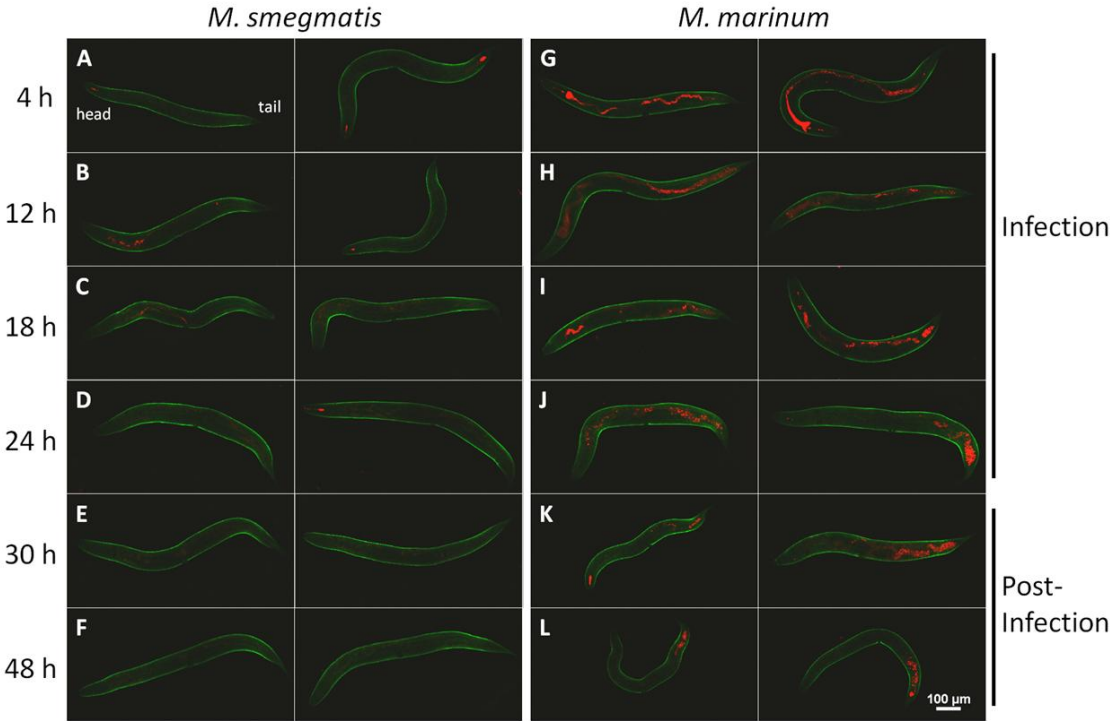 M. smegmatis M. marinum
A G
4 h
head tail
B H
12 h
Infection
C I
18 h
D J
24 h
E K
30 h
Post-
Infection
F L
48 h
100 µm